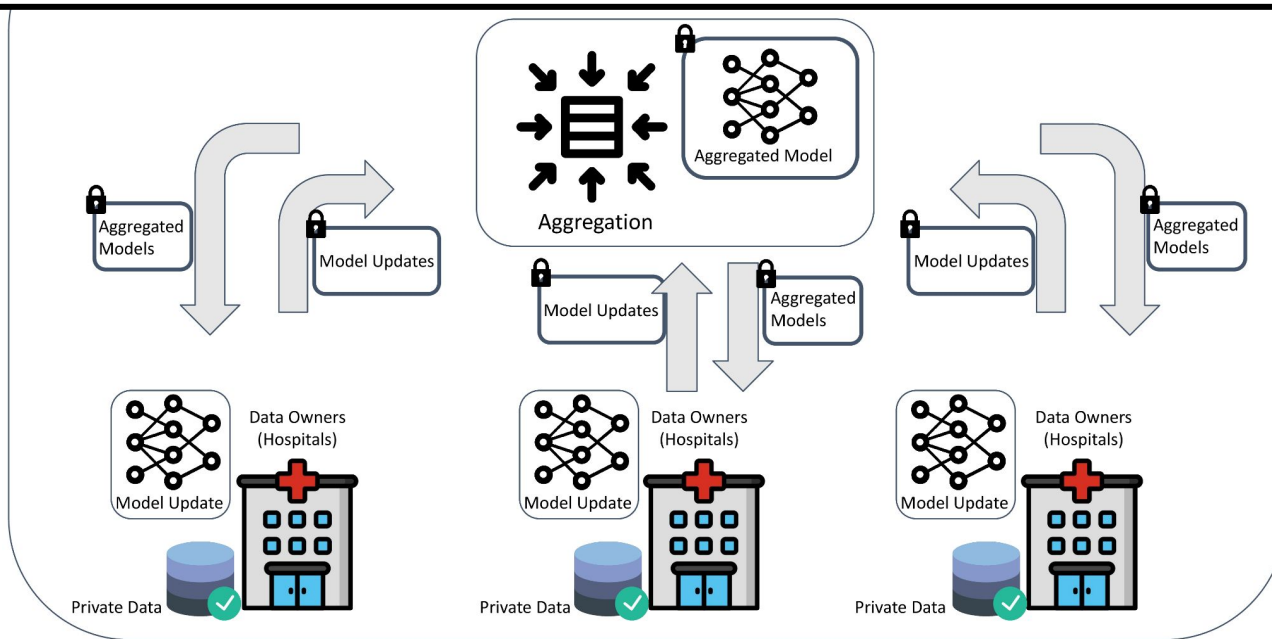 Aggregated Model
Aggregation
Aggregated
Models
Model Updates
Model Updates
Aggregated
Models
Model Updates
Aggregated
Models
Data Owners
(Hospitals)
Model Update
Private Data
Data Owners
(Hospitals)
Model Update
Private Data
Data Owners
(Hospitals)
Model Update
Private Data